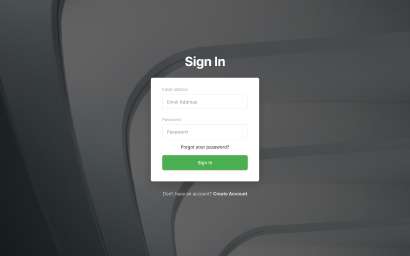 Sign In
Email address
Email Address
Password
Password
Forgot your password?
Sign In
Don't have an account? Create Account